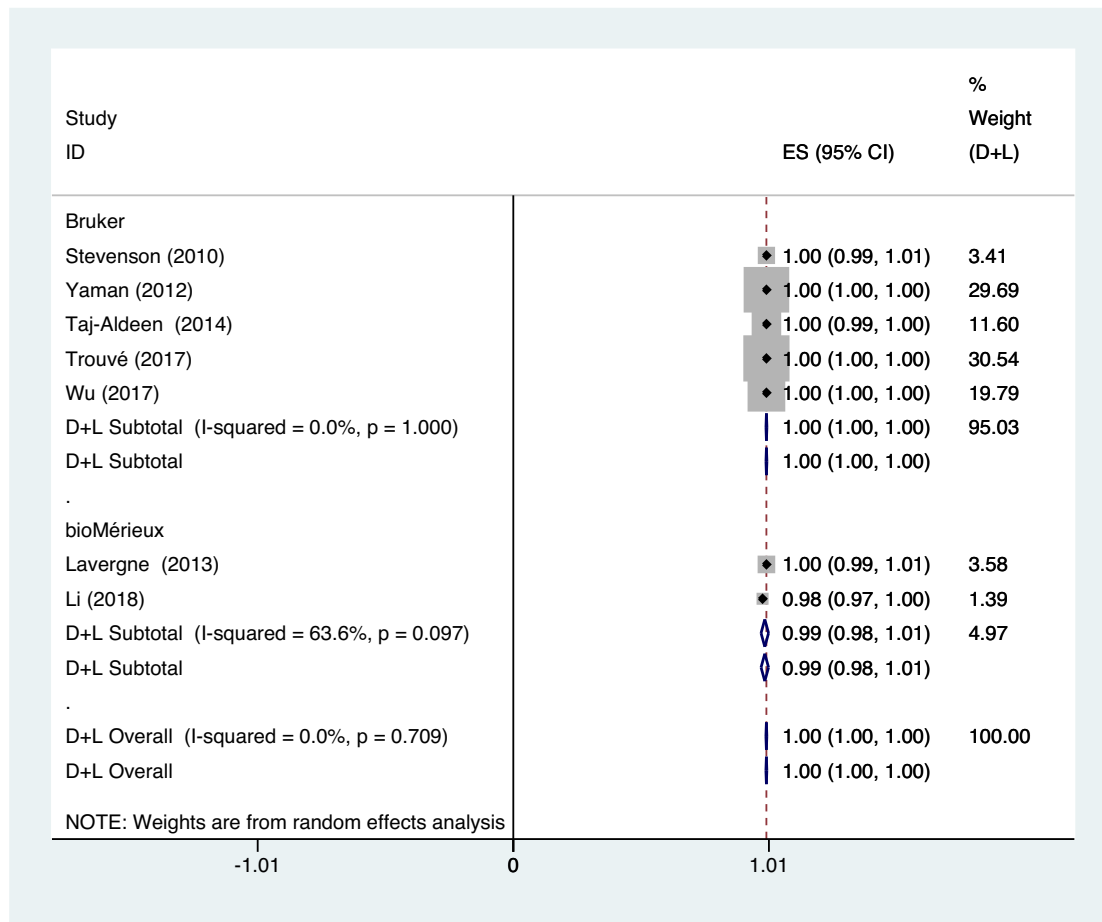 %
Study Weight
ID ES (95% CI) (D+L)
Bruker
Stevenson (2010) 1.00 (0.99, 1.01) 3.41
Yaman (2012) 1.00 (1.00, 1.00) 29.69
Taj-Aldeen (2014) 1.00 (0.99, 1.00) 11.60
Trouvé (2017) 1.00 (1.00, 1.00) 30.54
Wu (2017) 1.00 (1.00, 1.00) 19.79
D+L Subtotal (I-squared = 0.0%, p = 1.000) 1.00 (1.00, 1.00) 95.03
D+L Subtotal 1.00 (1.00, 1.00)
.
bioMérieux
Lavergne (2013) 1.00 (0.99, 1.01) 3.58
Li (2018) 0.98 (0.97, 1.00) 1.39
D+L Subtotal (I-squared = 63.6%, p = 0.097) 0.99 (0.98, 1.01) 4.97
D+L Subtotal 0.99 (0.98, 1.01)
.
D+L Overall (I-squared = 0.0%, p = 0.709) 1.00 (1.00, 1.00) 100.00
D+L Overall 1.00 (1.00, 1.00)
NOTE: Weights are from random effects analysis
-1.01 0 1.01